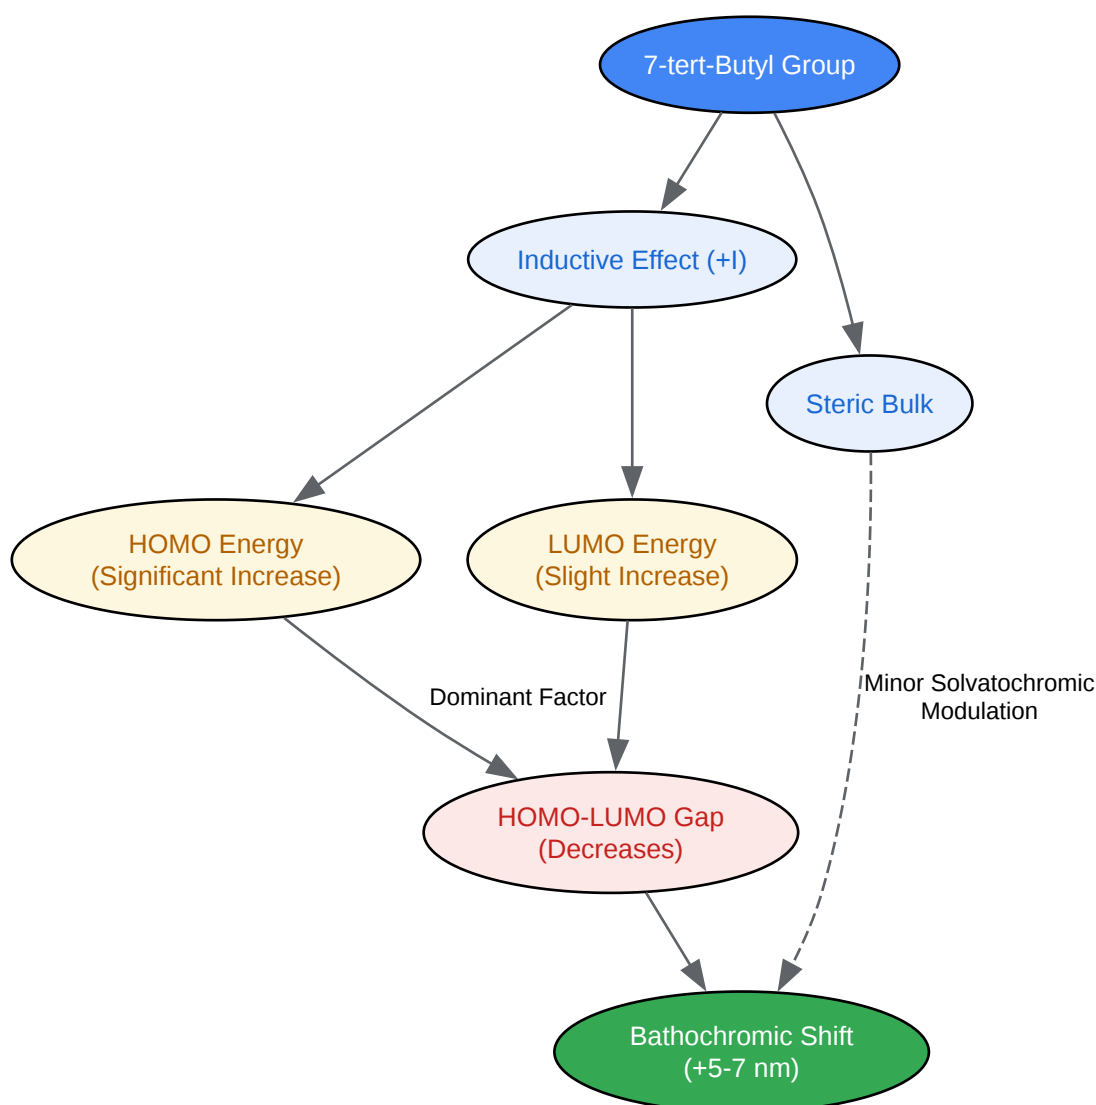 7-tert-Butyl Group
Inductive Effect (+I)
Steric Bulk
HOMO Energy
(Significant Increase)
LUMO Energy
(Slight Increase)
Dominant Factor
Minor Solvatochromic
Modulation
HOMO-LUMO Gap
(Decreases)
Bathochromic Shift
(+5-7 nm)